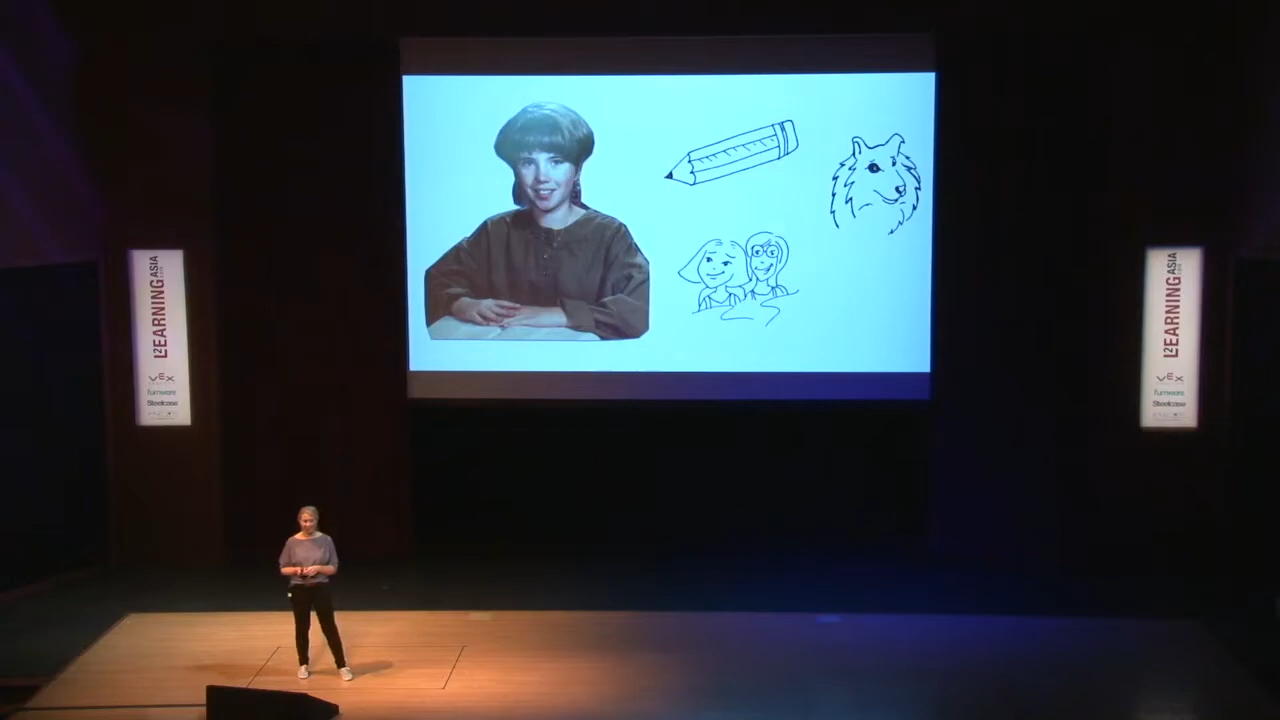 L2EARNING ASIA
VEX
furnware
Steelcase
L2EARNING ASIA
VEX
furnware
Steelcase